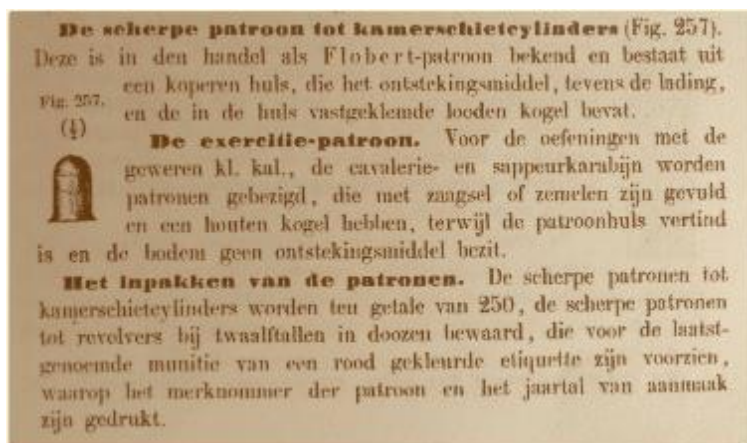 De scherpe patroon tot kamerschietcylinders (Fig. 257).
Deze is in den handel als Flobert-patroon bekend en bestaat uit
een koperen huls, die het ontstekingsmiddel, tevens de lading,
Fig. 257.
en de in de huls vastgeklemde looden kogel bevat.
(½)
De exercitie-patroon. Voor de oefeningen met de
geweren kl. kal., de cavalerie- en sappeurkarabijn worden
patronen gebezigd, die met zaagsel of zemelen zijn gevuld
en een houten kogel hebben, terwijl de patroonhuls vertind
is en de bodem geen ontstekingsmiddel bezit.
Het inpakken van de patronen. De scherpe patronen tot
kamerschietcylinders worden ten getale van 250, de scherpe patronen
tot revolvers bij twaalftallen in doozen bewaard, die voor de laatst-
genoemde munitie van een rood gekleurde etiquette zijn voorzien,
waarop het merknommer der patroon en het jaartal van aanmaak
zijn gedrukt.